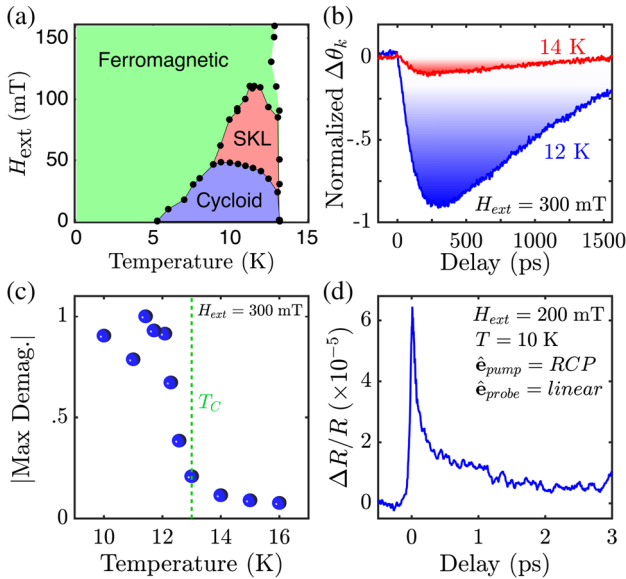 (a)
150
100
50
0
H_ext (mT)
Ferromagnetic
SKL
Cycloid
0 5 10 15
Temperature (K)
(b)
0
-.5
-1
Normalized Δθ_k
14 K
12 K
H_ext = 300 mT
0 500 1000 1500
Delay (ps)
(c)
1
.5
0
|Max Demag.|
H_ext = 300 mT
T_C
10 12 14 16
Temperature (K)
(d)
6
4
2
0
ΔR/R (×10⁻⁵)
H_ext = 200 mT
T = 10 K
ê_pump = RCP
ê_probe = linear
0 1 2 3
Delay (ps)